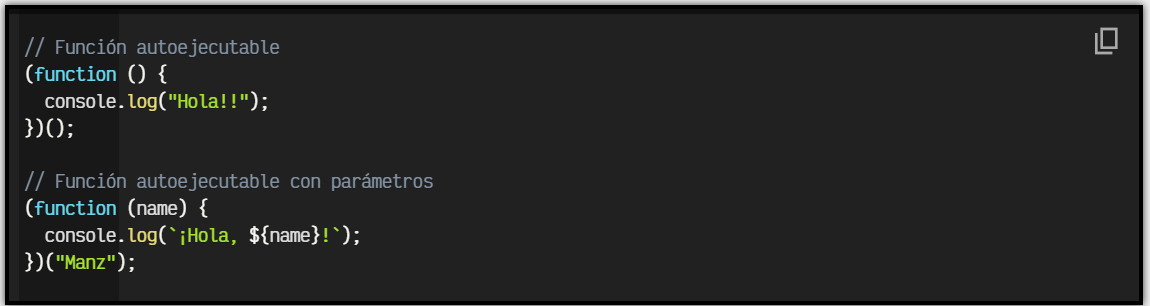 // Función autoejecutable
(function () {
  console.log("Hola!!");
})();

// Función autoejecutable con parámetros
(function (name) {
  console.log(`¡Hola, ${name}!`);
})("Manz");